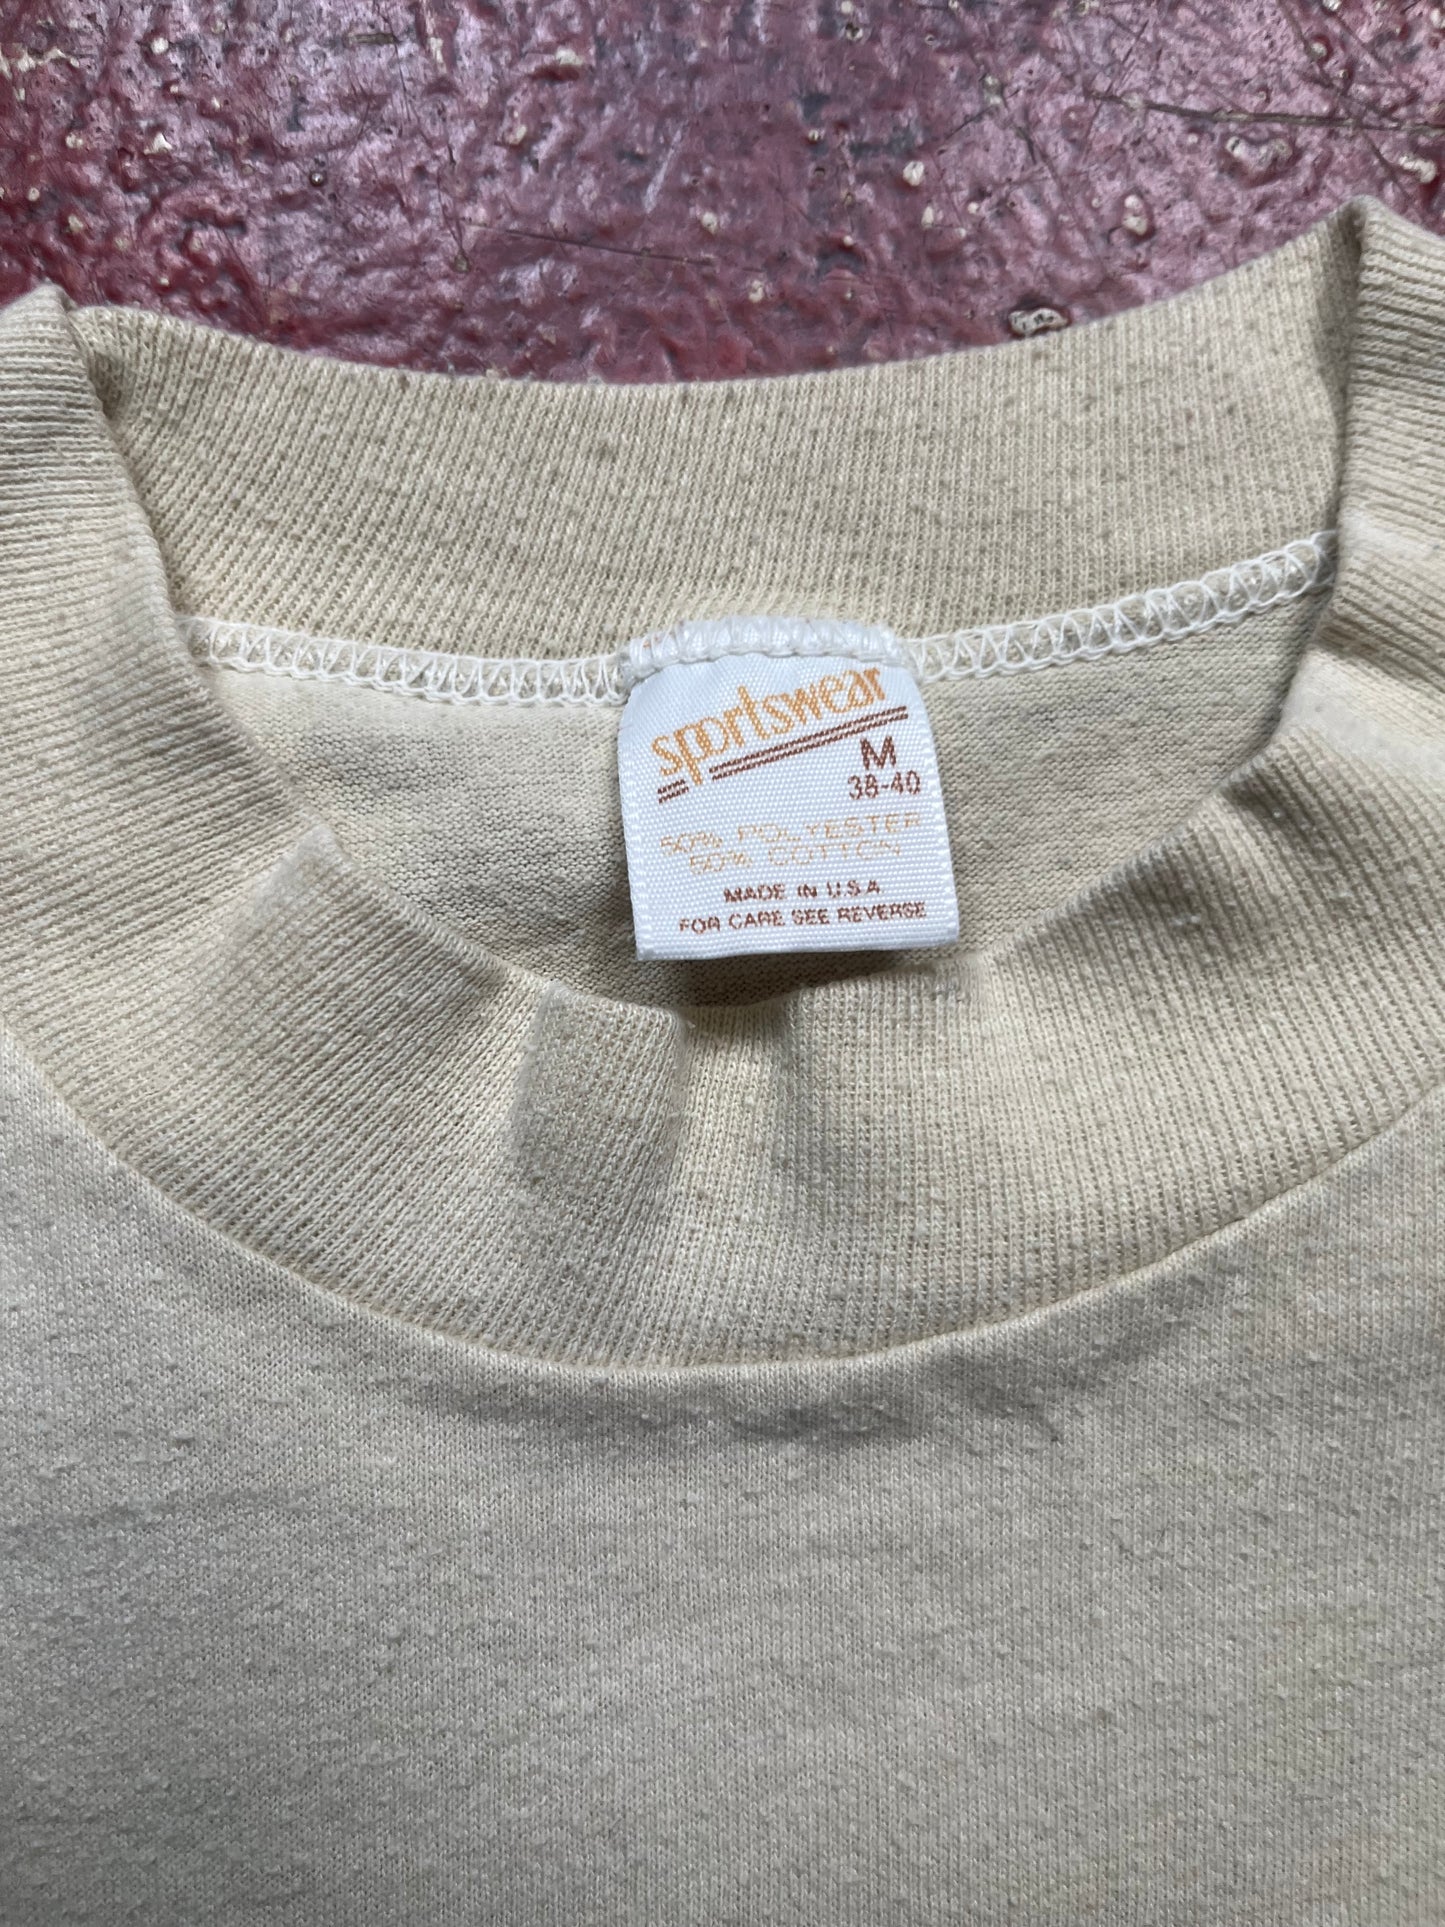 sportswear
M
38-40
50% POLYESTER
50% COTTON
MADE IN U.S.A.
FOR CARE SEE REVERSE